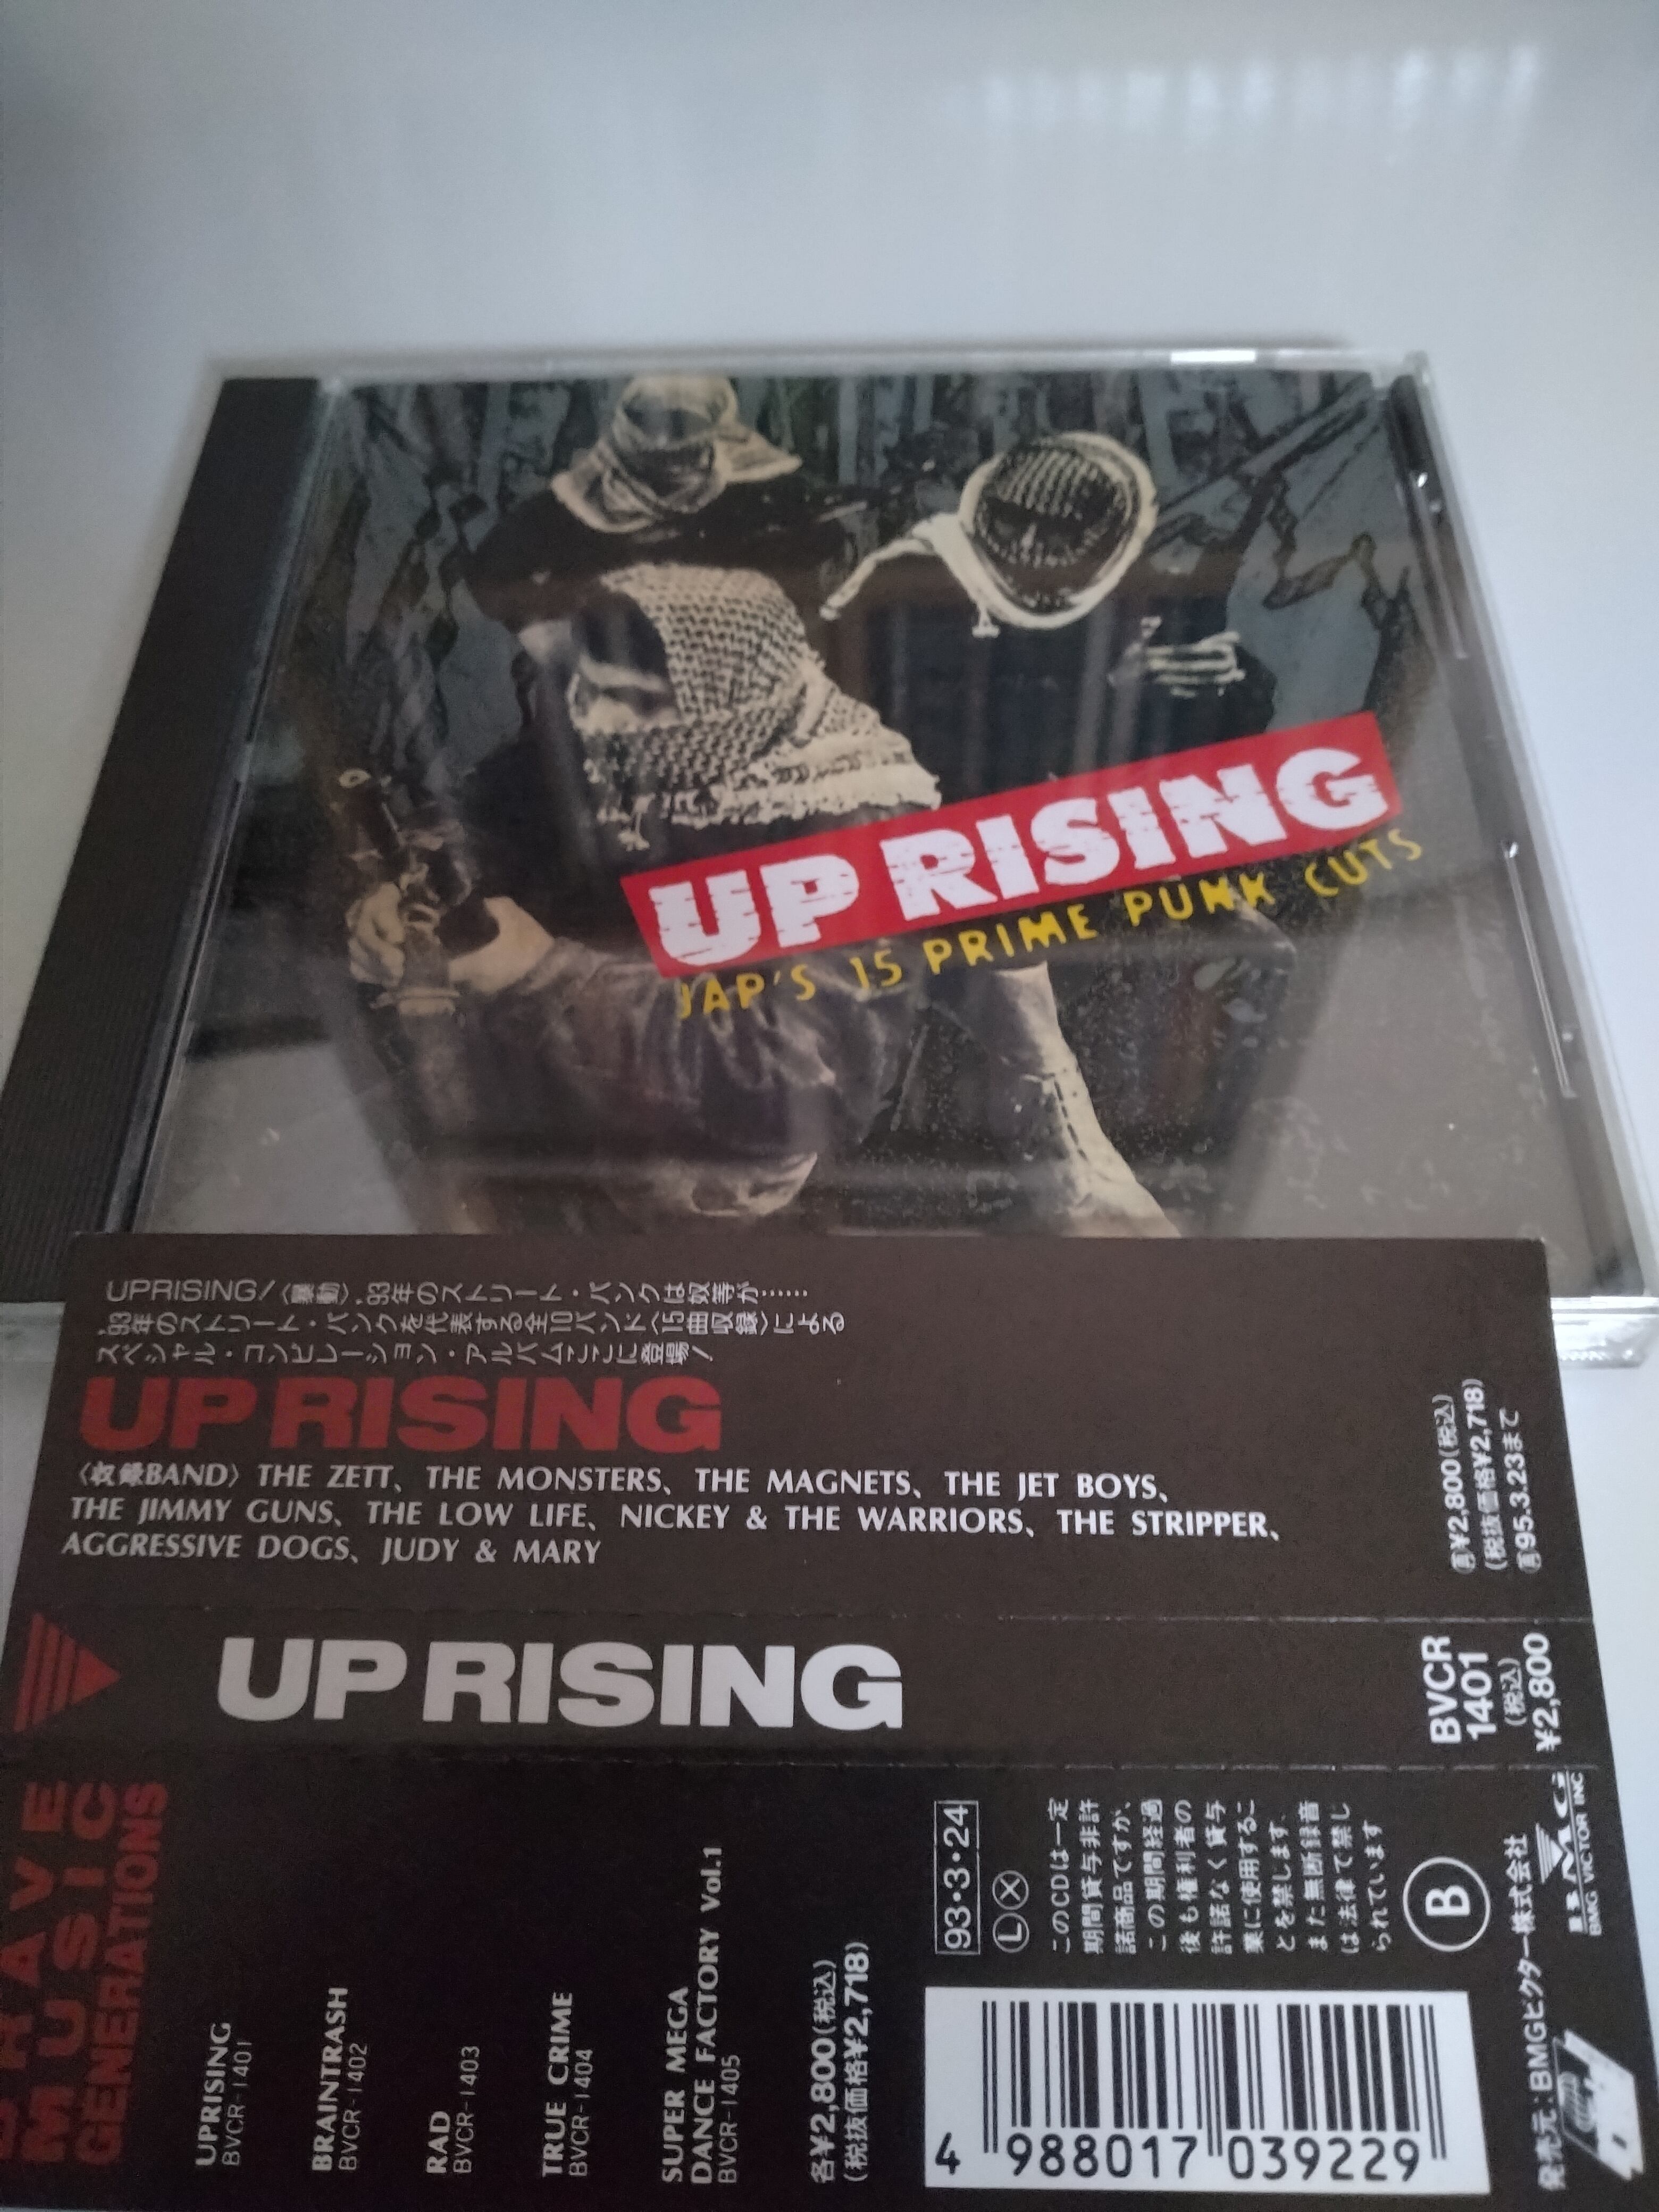 UP RISING
JAP'S 15 PRIME PUNK CUTS
UPRISING/〈暴動〉'93年のストリート・パンクは奴等が……
'93年のストリート・パンクを代表する全10バンド〈15曲収録〉による
スペシャル・コンピレーション・アルバムここに登場!
UP RISING
〈収録BAND〉 THE ZETT、THE MONSTERS、THE MAGNETS、THE JET BOYS、
THE JIMMY GUNS、THE LOW LIFE、NICKEY & THE WARRIORS、THE STRIPPER、
AGGRESSIVE DOGS、JUDY & MARY
¥2,800(税込)
(税抜価格¥2,718)
95.3.23まで
UP RISING
BVCR
1401
(税込)
¥2,800
MUSIC
GENERATIONS
UPRISING
BVCR-1401
BRAINTRASH
BVCR-1402
RAD
BVCR-1403
TRUE CRIME
BVCR-1404
SUPER MEGA
DANCE FACTORY Vol.1
BVCR-1405
各¥2,800(税込)
(税抜価格¥2,718)
93・3・24
Ⓛ Ⓧ
このCDは一定
期間貸与非許
諾商品ですが、
この期間経過
後も権利者の
許諾なく貸与
業に使用するこ
とを禁じます。
また無断録音
は法律で禁じ
られています
B
4 988017 039229
発売元:BMGビクター株式会社
BMG
BMG VICTOR INC